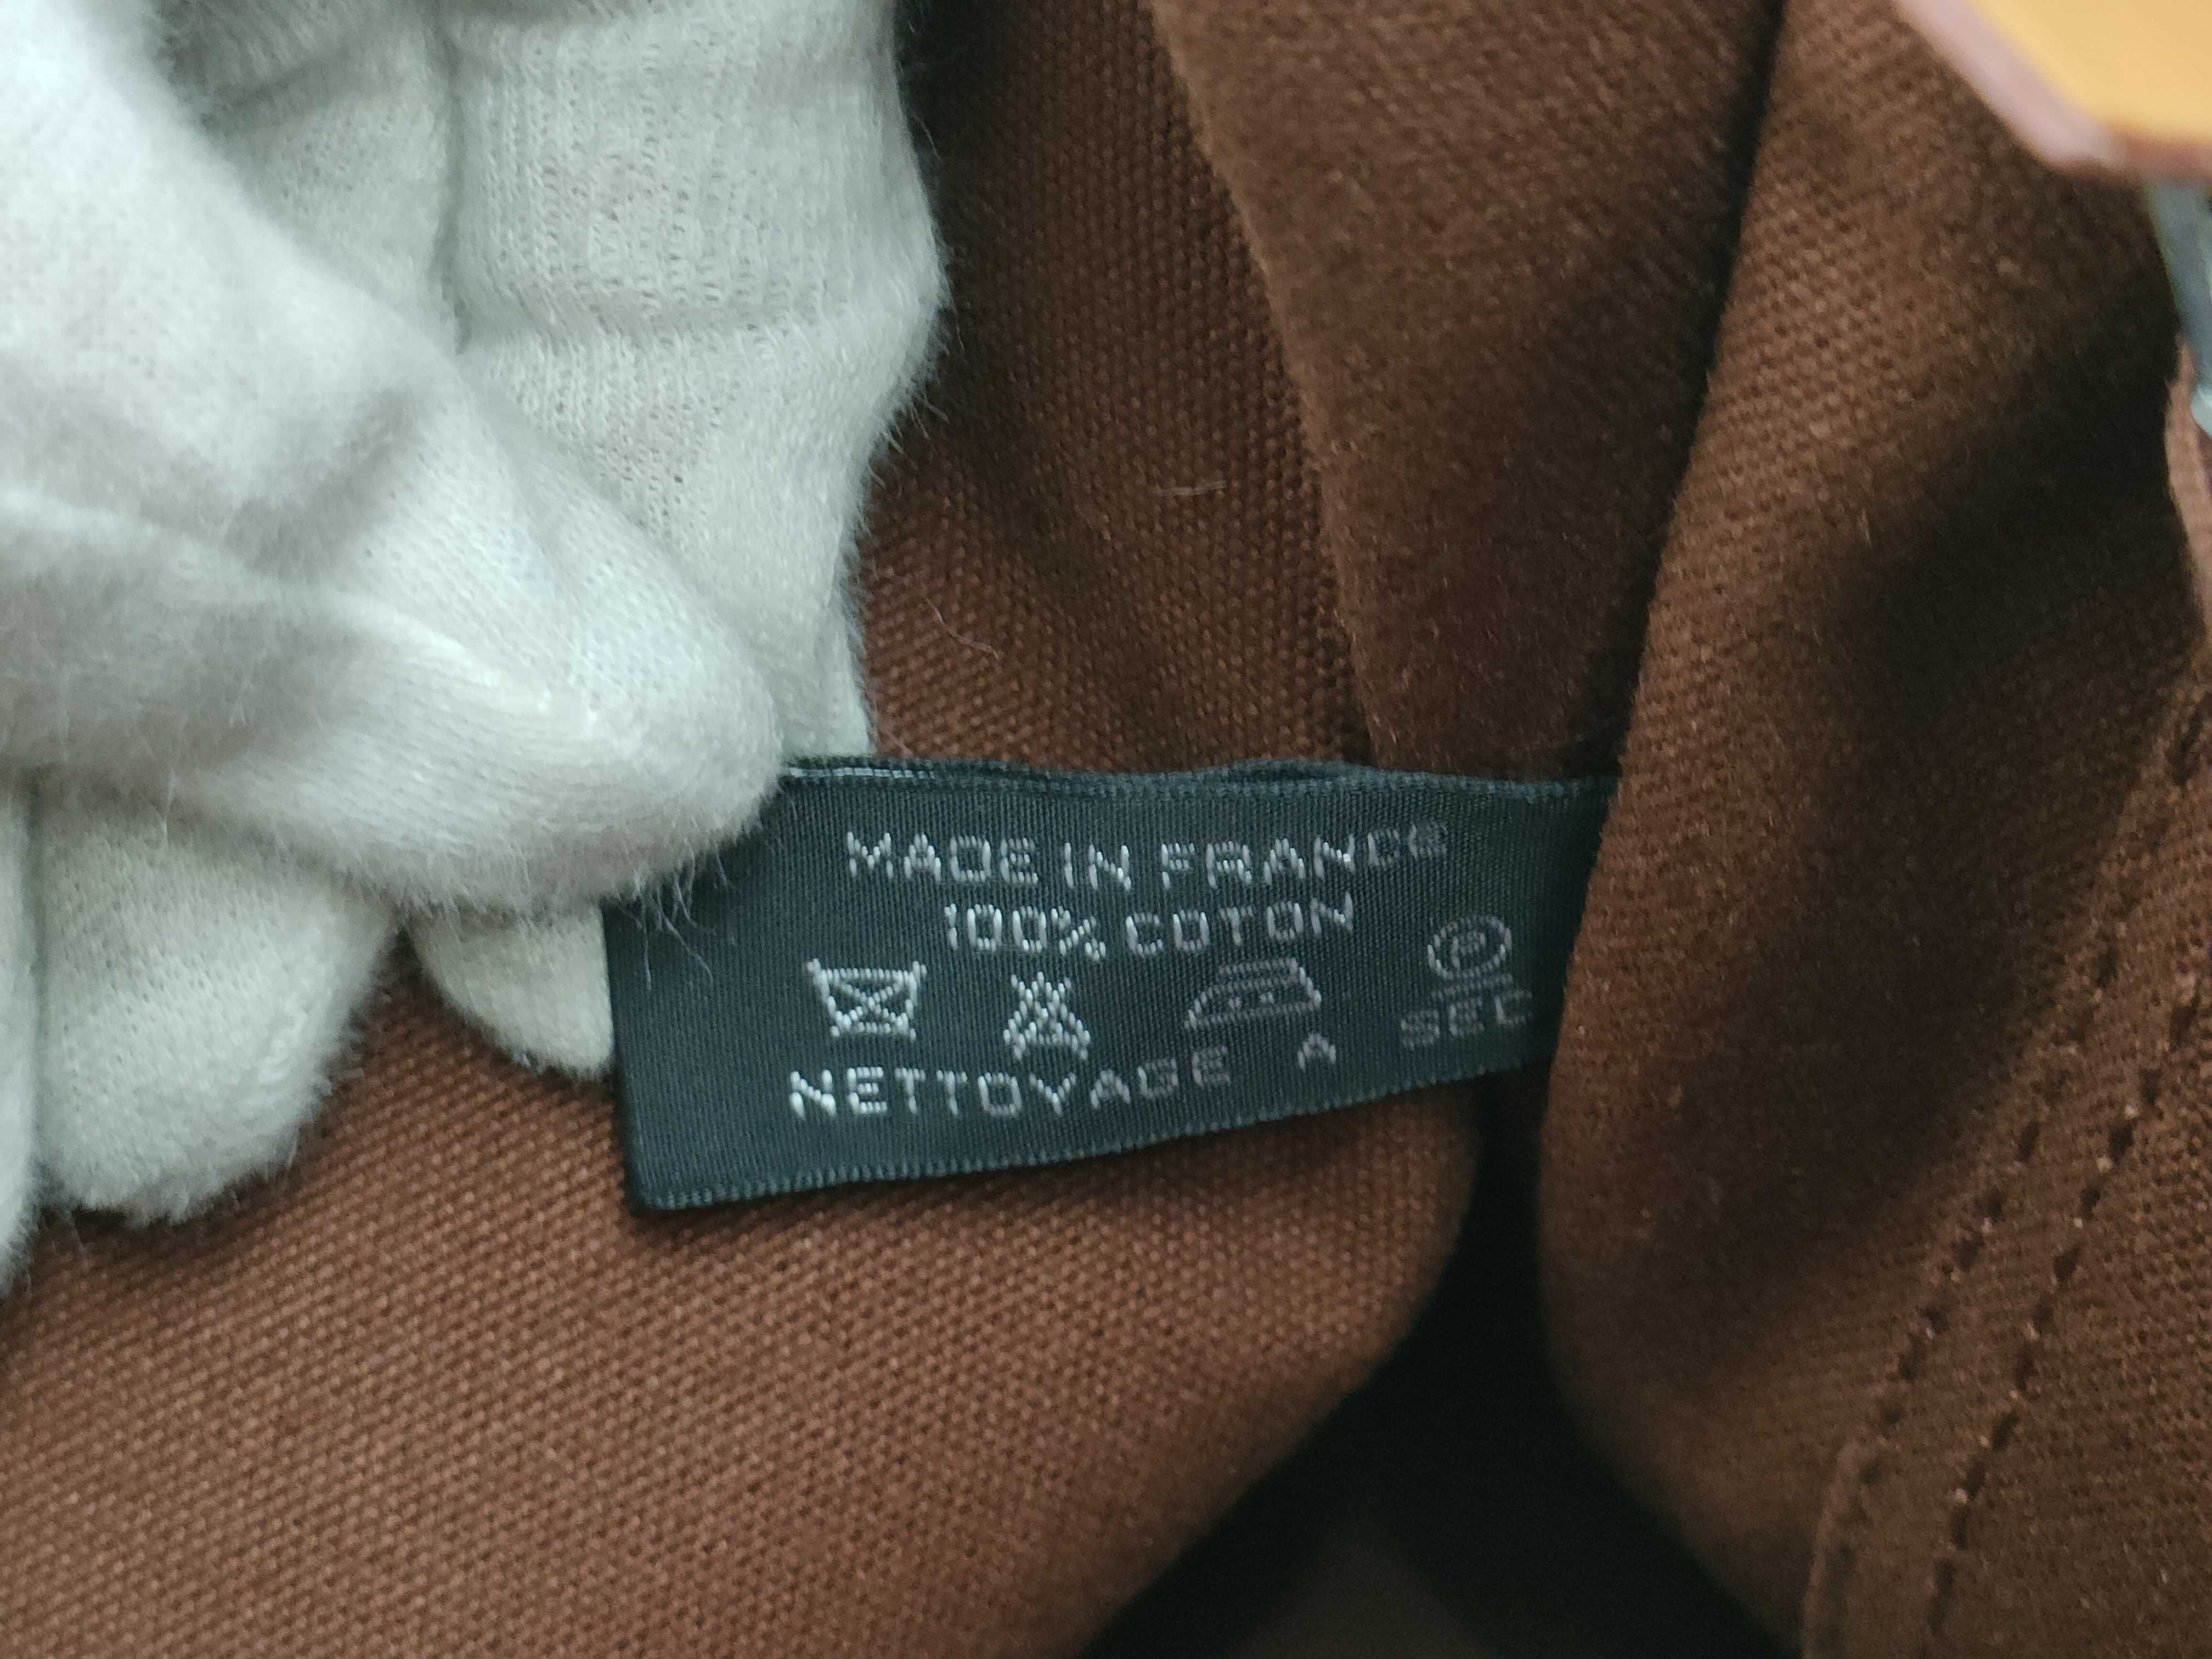 MADE IN FRANCE
100% COTON
P
NETTOYAGE A SEC